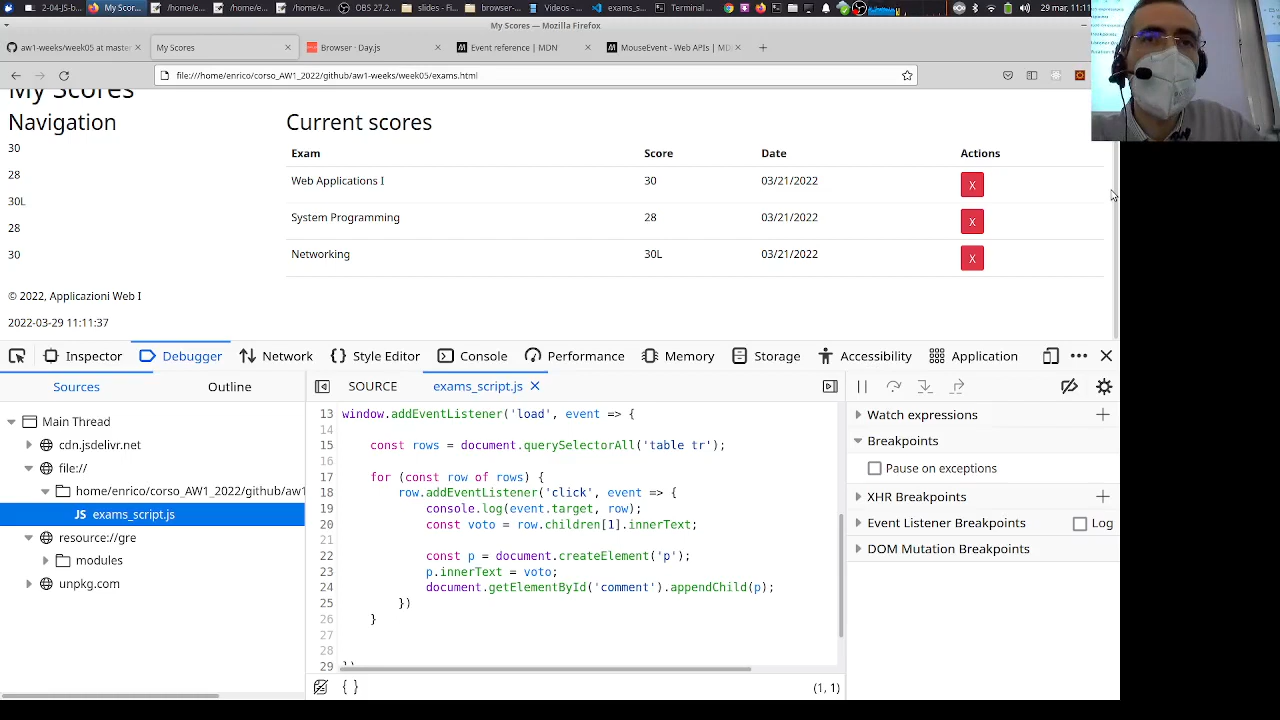 My Scores — Mozilla Firefox
aw1-weeks/week05 at maste
My Scores
Browser · Day.js
Event reference | MDN
file:///home/enrico/corso_AW1_2022/github/aw1-weeks/week05/exams.html
My Scores
Navigation
30
28
30L
28
30
© 2022, Applicazioni Web I
2022-03-29 11:11:37
Current scores
Exam Score Date Actions
Web Applications I 30 03/21/2022 X
System Programming 28 03/21/2022 X
Networking 30L 03/21/2022 X
Inspector Debugger Network Style Editor Console Performance Memory Storage Accessibility Application
Sources Outline
SOURCE exams_script.js
Main Thread
cdn.jsdelivr.net
file://
home/enrico/corso_AW1_2022/github/aw1
JS exams_script.js
resource://gre
modules
unpkg.com
13 window.addEventListener('load', event => {
14
15 const rows = document.querySelectorAll('table tr');
16
17 for (const row of rows) {
18 row.addEventListener('click', event => {
19 console.log(event.target, row);
20 const voto = row.children[1].innerText;
21
22 const p = document.createElement('p');
23 p.innerText = voto;
24 document.getElementById('comment').appendChild(p);
25 })
26 }
27
28
29 })
{ } (1, 1)
Watch expressions
Breakpoints
Pause on exceptions
XHR Breakpoints
Event Listener Breakpoints Log
DOM Mutation Breakpoints